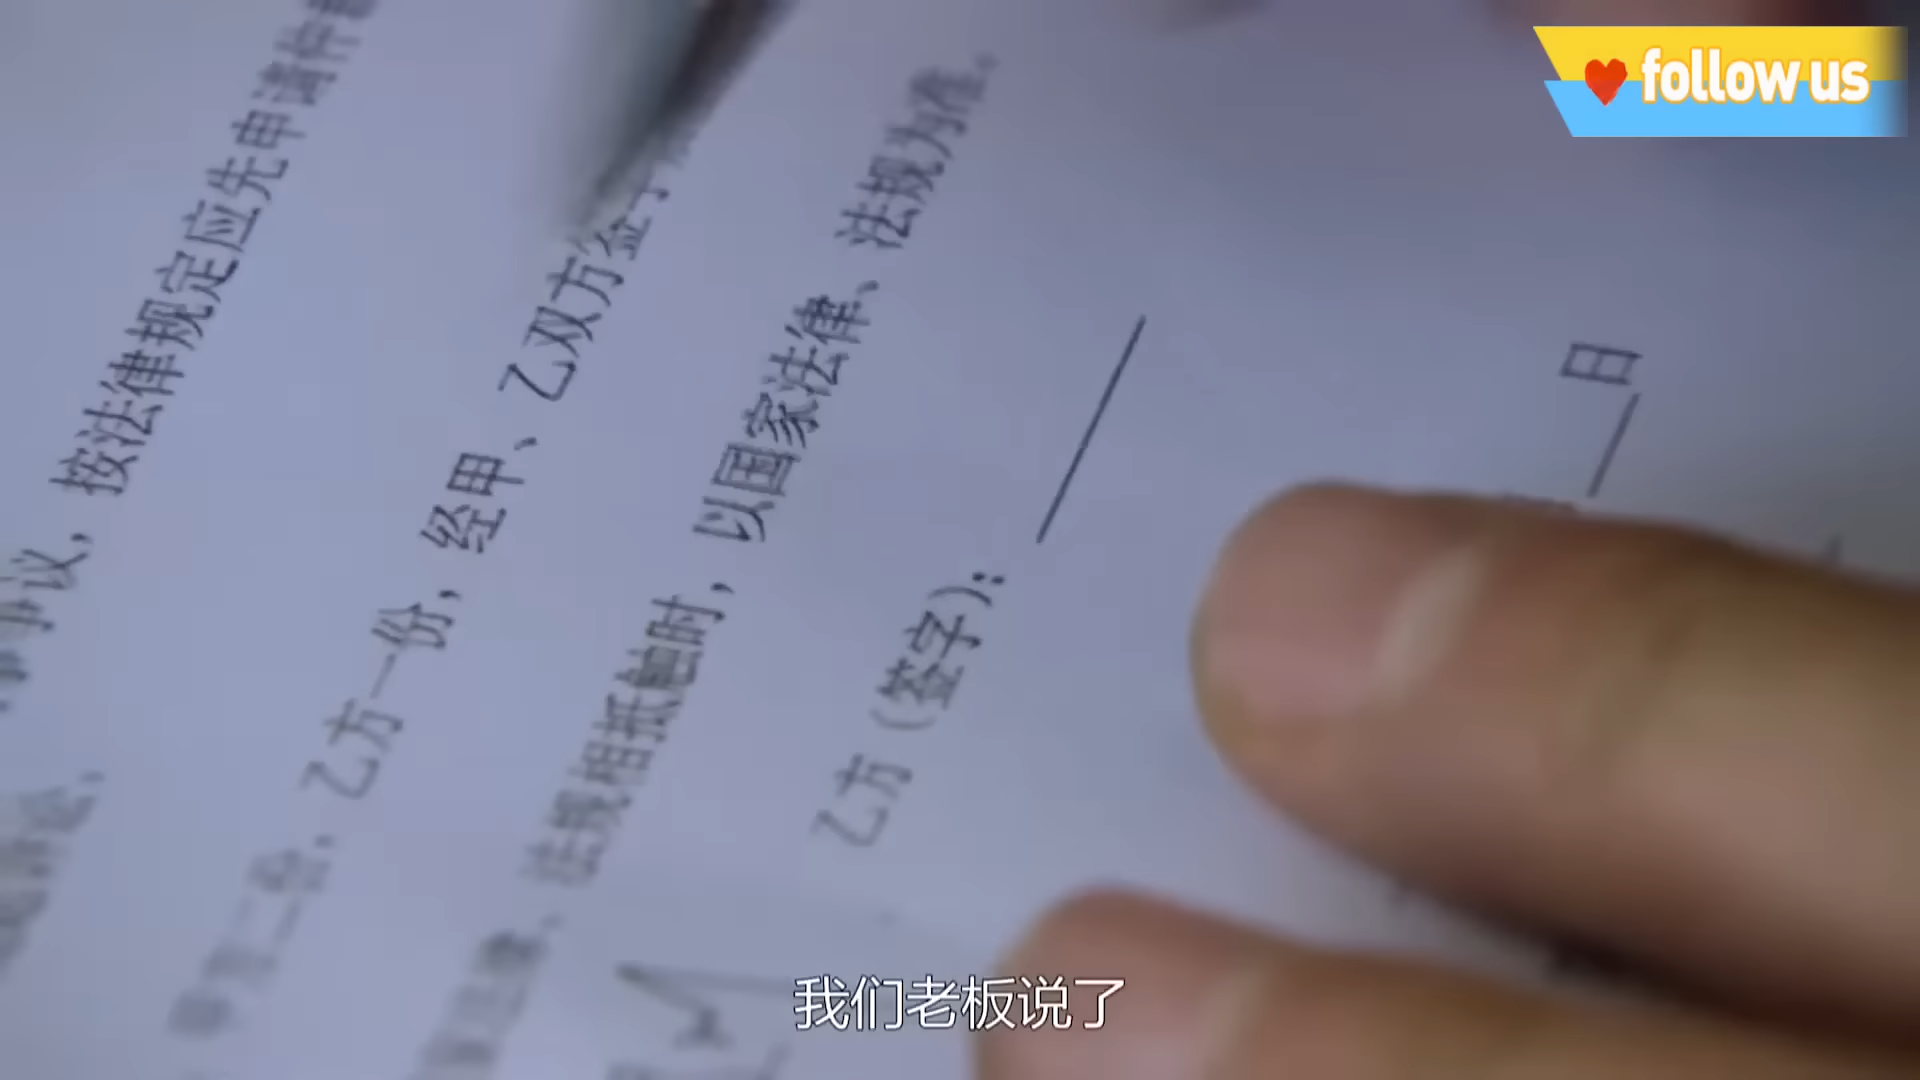 follow us
事议，按法律规定应先申请仲
乙方一份，经甲、乙双方签字
法规相抵触时，以国家法律、法规为准。
乙方（签字）：
日
我们老板说了